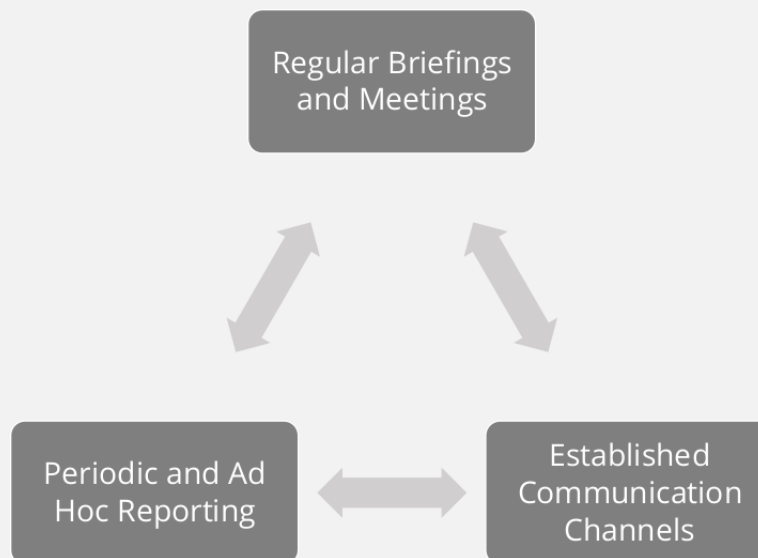 Regular Briefings
and Meetings
Periodic and Ad
Hoc Reporting
Established
Communication
Channels